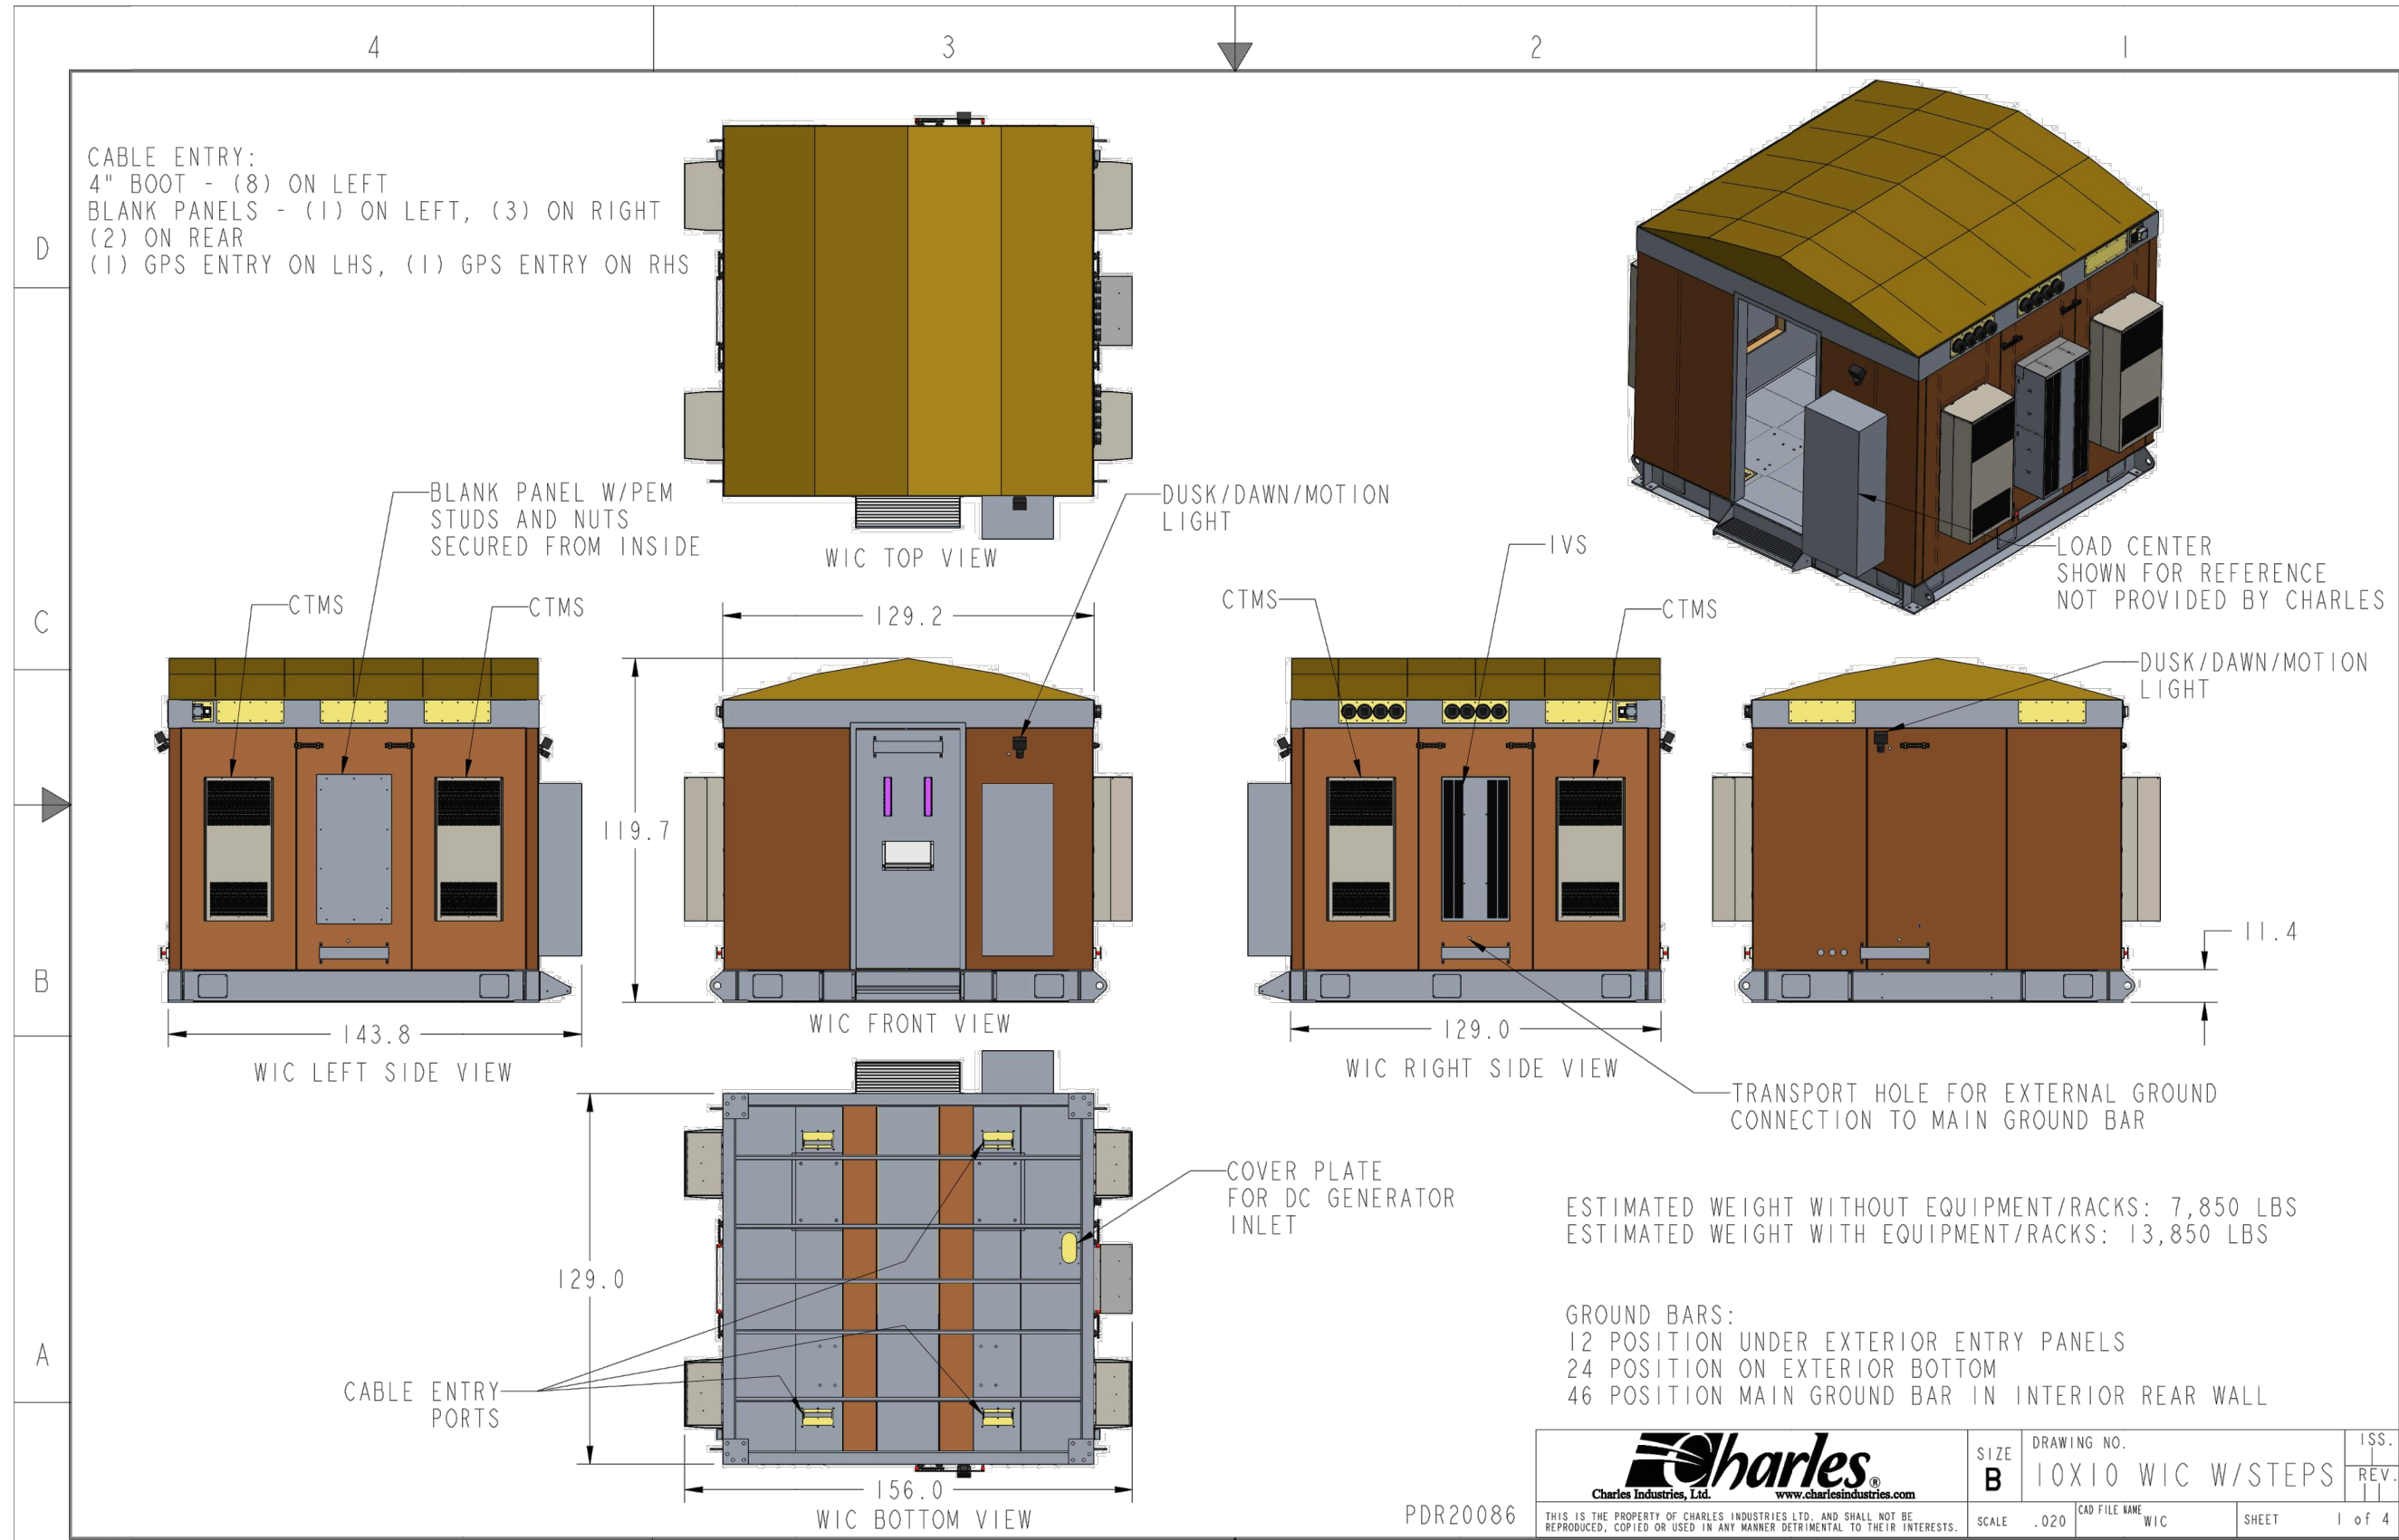 4
3
2
1
D
C
B
A
CABLE ENTRY:
4" BOOT - (8) ON LEFT
BLANK PANELS - (1) ON LEFT, (3) ON RIGHT
(2) ON REAR
(1) GPS ENTRY ON LHS, (1) GPS ENTRY ON RHS
WIC TOP VIEW
BLANK PANEL W/PEM
STUDS AND NUTS
SECURED FROM INSIDE
DUSK/DAWN/MOTION
LIGHT
LOAD CENTER
SHOWN FOR REFERENCE
NOT PROVIDED BY CHARLES
CTMS
CTMS
129.2
CTMS
IVS
CTMS
DUSK/DAWN/MOTION
LIGHT
119.7
11.4
143.8
WIC LEFT SIDE VIEW
WIC FRONT VIEW
129.0
WIC RIGHT SIDE VIEW
TRANSPORT HOLE FOR EXTERNAL GROUND
CONNECTION TO MAIN GROUND BAR
COVER PLATE
FOR DC GENERATOR
INLET
129.0
CABLE ENTRY
PORTS
156.0
WIC BOTTOM VIEW
ESTIMATED WEIGHT WITHOUT EQUIPMENT/RACKS: 7,850 LBS
ESTIMATED WEIGHT WITH EQUIPMENT/RACKS: 13,850 LBS
GROUND BARS:
12 POSITION UNDER EXTERIOR ENTRY PANELS
24 POSITION ON EXTERIOR BOTTOM
46 POSITION MAIN GROUND BAR IN INTERIOR REAR WALL
PDR20086
Charles®
Charles Industries, Ltd. www.charlesindustries.com
THIS IS THE PROPERTY OF CHARLES INDUSTRIES LTD. AND SHALL NOT BE
REPRODUCED, COPIED OR USED IN ANY MANNER DETRIMENTAL TO THEIR INTERESTS.
SIZE
B
DRAWING NO.
10X10 WIC W/STEPS
ISS.
1
REV.
11
SCALE .020
CAD FILE NAME WIC
SHEET 1 of 4